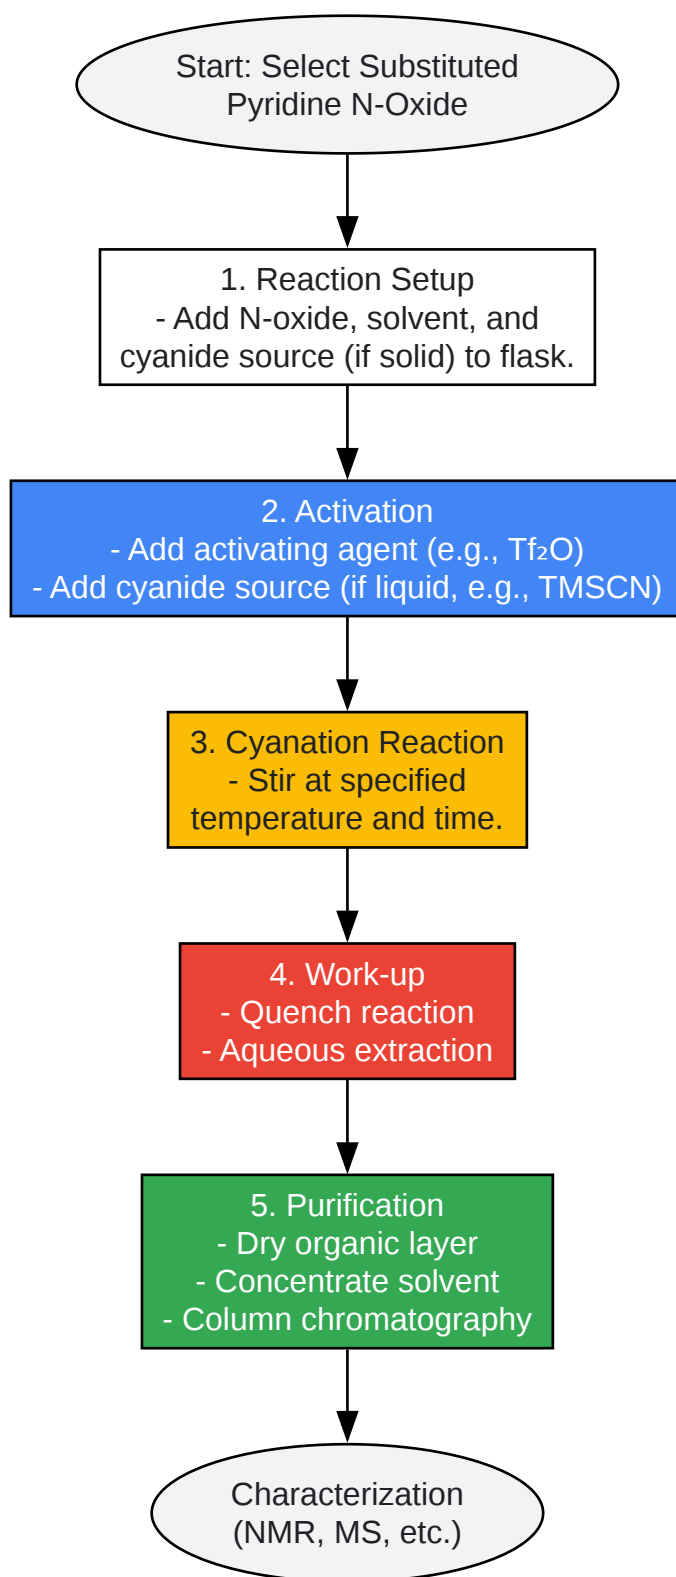 Start: Select Substituted
Pyridine N-Oxide
1. Reaction Setup
- Add N-oxide, solvent, and
cyanide source (if solid) to flask.
2. Activation
- Add activating agent (e.g., Tf₂O)
- Add cyanide source (if liquid, e.g., TMSCN)
3. Cyanation Reaction
- Stir at specified
temperature and time.
4. Work-up
- Quench reaction
- Aqueous extraction
5. Purification
- Dry organic layer
- Concentrate solvent
- Column chromatography
Characterization
(NMR, MS, etc.)